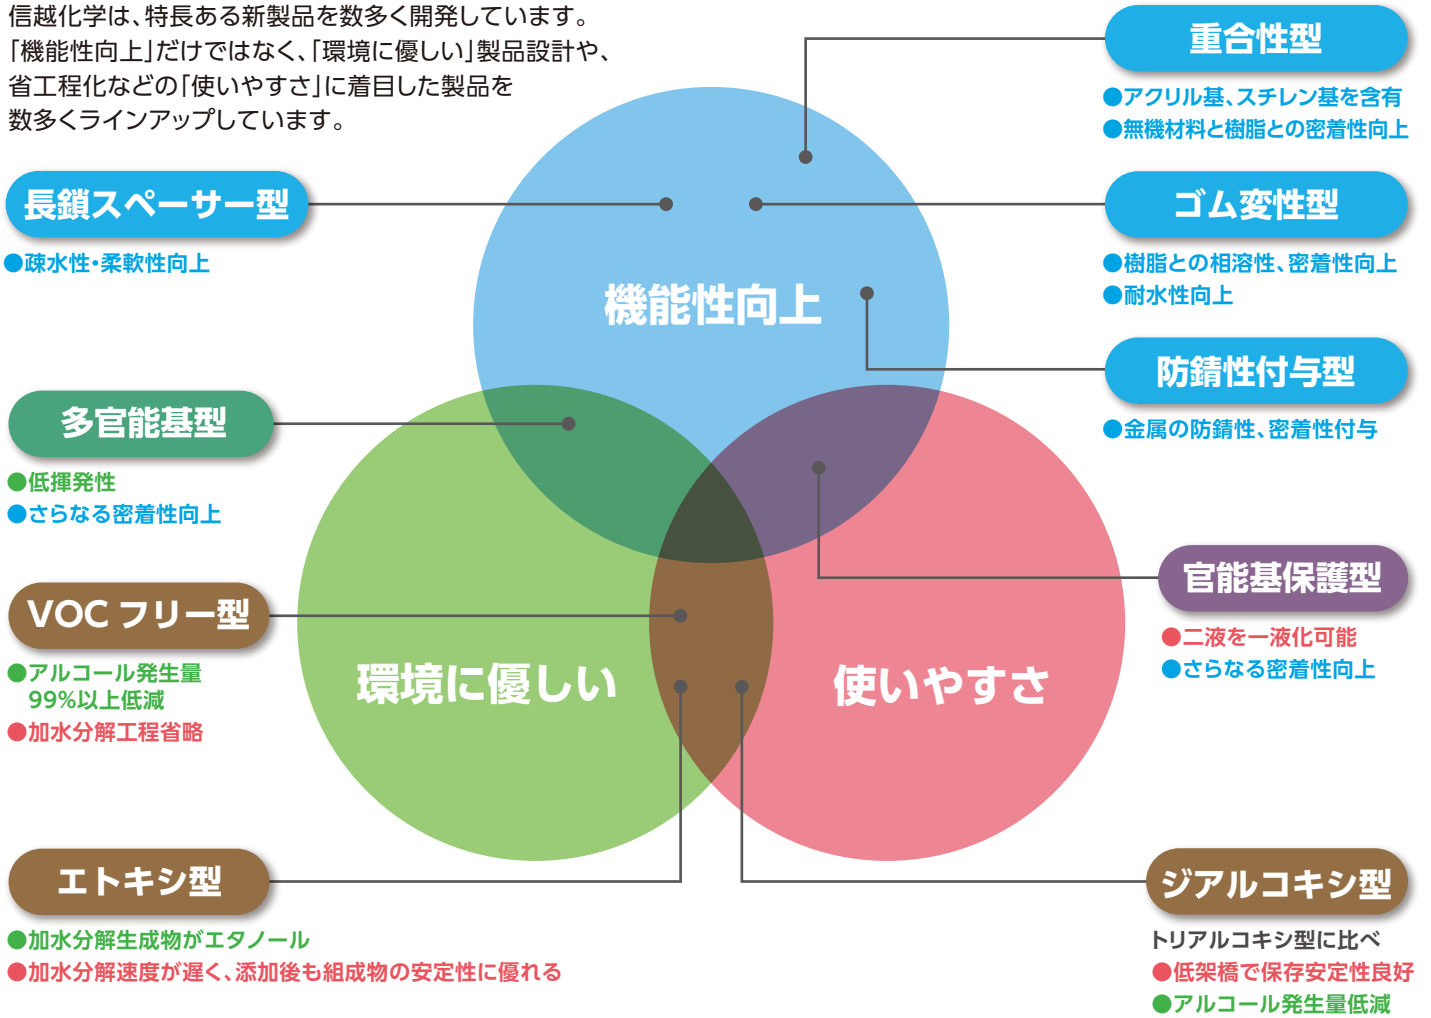 信越化学は、特長ある新製品を数多く開発しています。
「機能性向上」だけではなく、「環境に優しい」製品設計や、
省工程化などの「使いやすさ」に着目した製品を
数多くラインアップしています。
重合性型
●アクリル基、スチレン基を含有
●無機材料と樹脂との密着性向上
長鎖スペーサー型
●疎水性・柔軟性向上
ゴム変性型
●樹脂との相溶性、密着性向上
●耐水性向上
機能性向上
防錆性付与型
●金属の防錆性、密着性付与
多官能基型
●低揮発性
●さらなる密着性向上
官能基保護型
●二液を一液化可能
●さらなる密着性向上
VOC フリー型
●アルコール発生量
99%以上低減
●加水分解工程省略
環境に優しい
使いやすさ
エトキシ型
●加水分解生成物がエタノール
●加水分解速度が遅く、添加後も組成物の安定性に優れる
ジアルコキシ型
トリアルコキシ型に比べ
●低架橋で保存安定性良好
●アルコール発生量低減